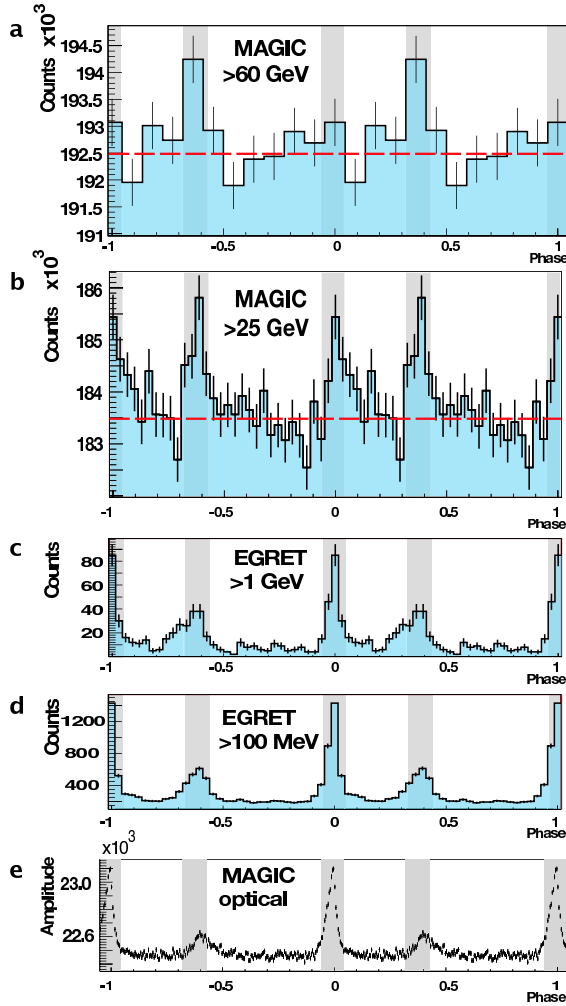 a
Counts x10³
194.5
194
193.5
193
192.5
192
191.5
191
MAGIC
>60 GeV
-1
-0.5
0
0.5
1
Phase
b
Counts x10³
186
185
184
183
MAGIC
>25 GeV
-1
-0.5
0
0.5
1
Phase
c
Counts
80
60
40
20
EGRET
>1 GeV
-1
-0.5
0
0.5
1
Phase
d
Counts
1200
800
400
EGRET
>100 MeV
-1
-0.5
0
0.5
1
Phase
x10³
e
Amplitude
23.0
22.6
MAGIC
optical
-1
-0.5
0
0.5
1
Phase